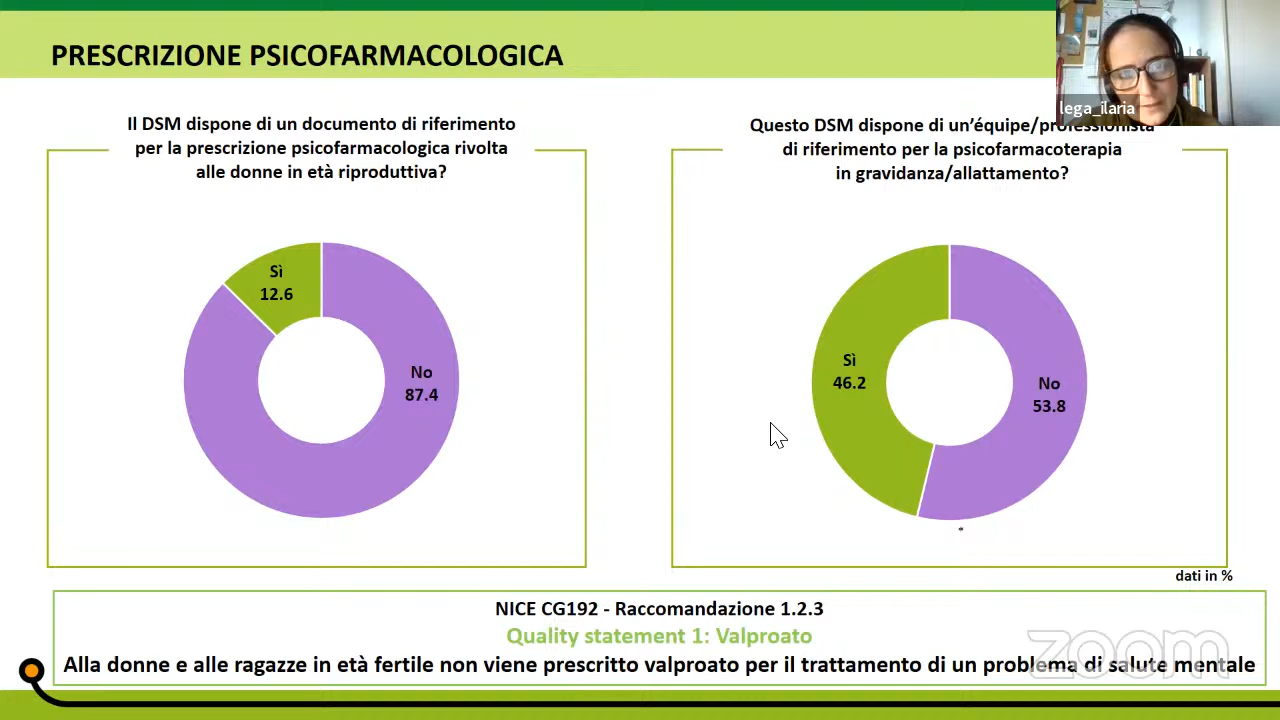 PRESCRIZIONE PSICOFARMACOLOGICA
lega_ilaria
Il DSM dispone di un documento di riferimento
per la prescrizione psicofarmacologica rivolta
alle donne in età riproduttiva?
Sì
12.6
No
87.4
Questo DSM dispone di un'équipe/professionista
di riferimento per la psicofarmacoterapia
in gravidanza/allattamento?
Sì
46.2
No
53.8
*
dati in %
NICE CG192 - Raccomandazione 1.2.3
Quality statement 1: Valproato
Alla donne e alle ragazze in età fertile non viene prescritto valproato per il trattamento di un problema di salute mentale
zoom